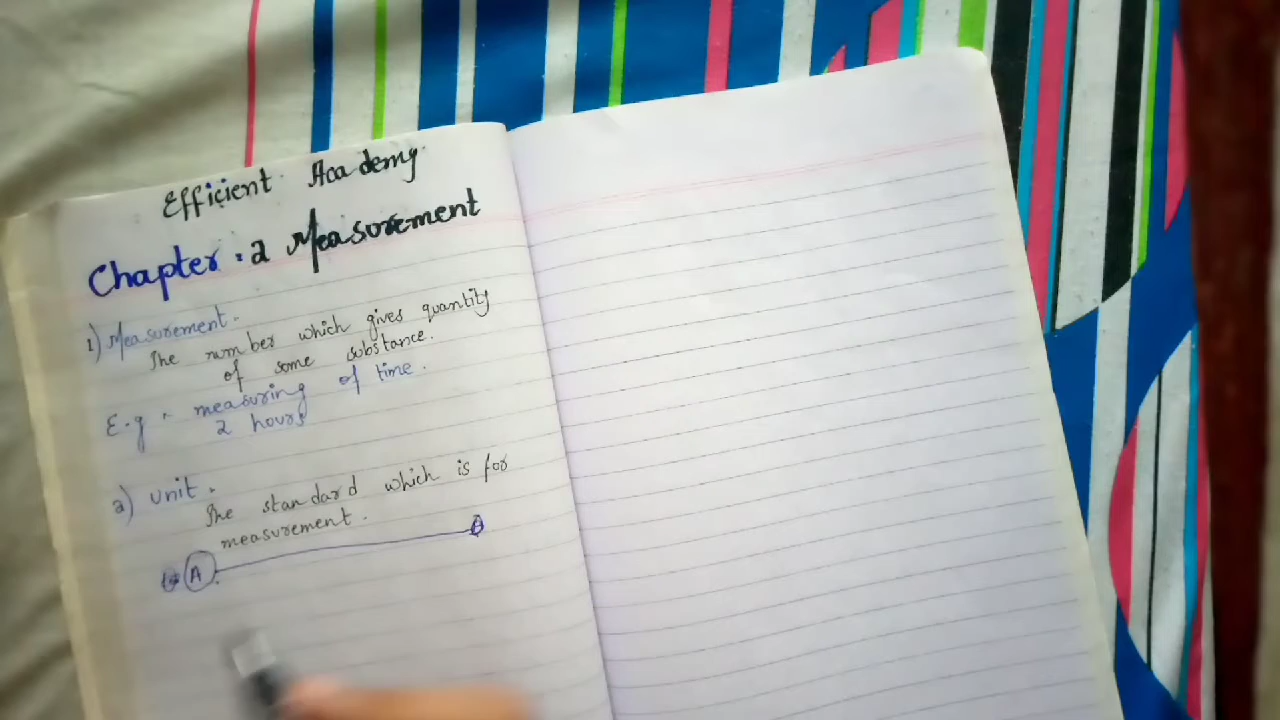 Efficient Academy.
Chapter : 2 Measurement
1) Measurement.
The number which gives quantity
of some substance.
E.g :- measuring of time.
2 hours
2) unit.
The standard which is for
measurement.
A